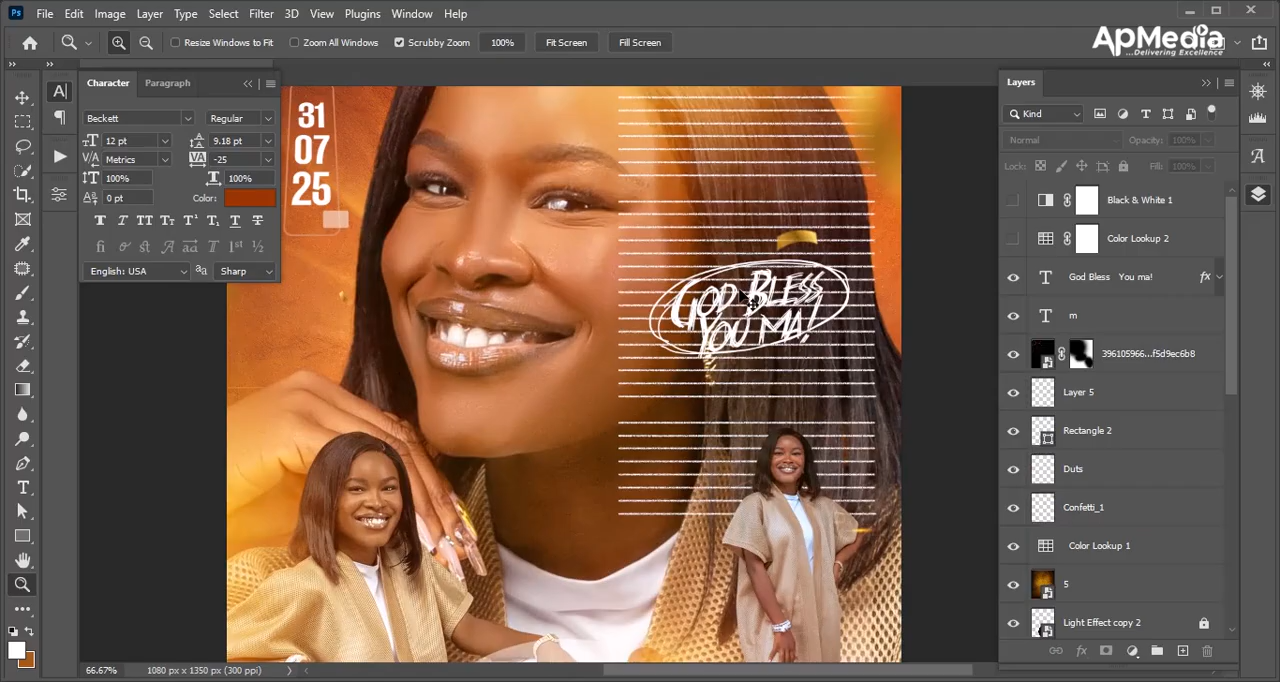 Ps File Edit Image Layer Type Select Filter 3D View Plugins Window Help
Resize Windows to Fit Zoom All Windows Scrubby Zoom 100% Fit Screen Fill Screen
ApMedia
...Delivering Excellence
Character Paragraph
Beckett Regular
12 pt 9.18 pt
Metrics -25
100% 100%
0 pt Color:
English: USA Sharp
31
07
25
GOD BLESS
YOU MA!
Layers
Kind
Normal Opacity: 100%
Lock: Fill: 100%
Black & White 1
Color Lookup 2
God Bless You ma! fx
m
396105966...f5d9ec6b8
Layer 5
Rectangle 2
Duts
Confetti_1
Color Lookup 1
5
Light Effect copy 2
66.67% 1080 px x 1350 px (300 ppi)